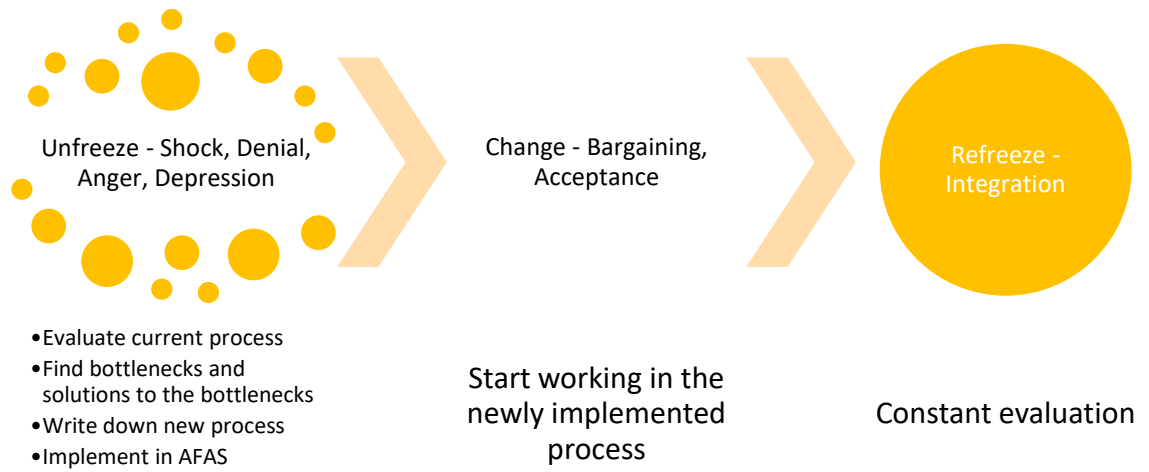 Unfreeze - Shock, Denial,
Anger, Depression
Change - Bargaining,
Acceptance
Refreeze -
Integration
•Evaluate current process
•Find bottlenecks and
solutions to the bottlenecks
•Write down new process
•Implement in AFAS
Start working in the
newly implemented
process
Constant evaluation